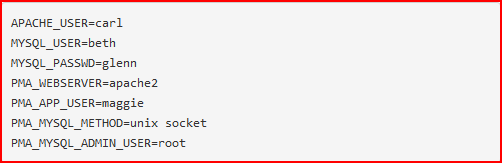 APACHE_USER=carl
MYSQL_USER=beth
MYSQL_PASSWD=glenn
PMA_WEBSERVER=apache2
PMA_APP_USER=maggie
PMA_MYSQL_METHOD=unix socket
PMA_MYSQL_ADMIN_USER=root